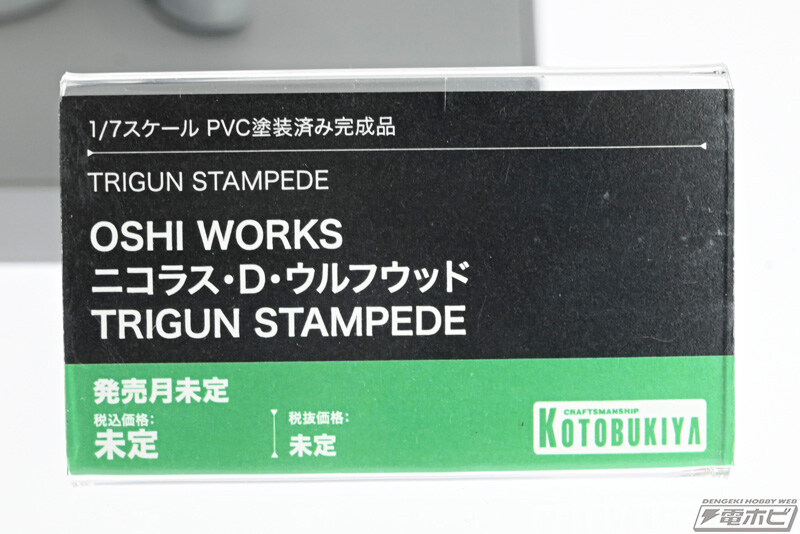 1/7スケール PVC塗装済み完成品
TRIGUN STAMPEDE
OSHI WORKS
ニコラス・D・ウルフウッド
TRIGUN STAMPEDE
発売月未定
税込価格:
未定
税抜価格:
未定
CRAFTSMANSHIP
KOTOBUKIYA
DENGEKI HOBBY WEB
電ホビ